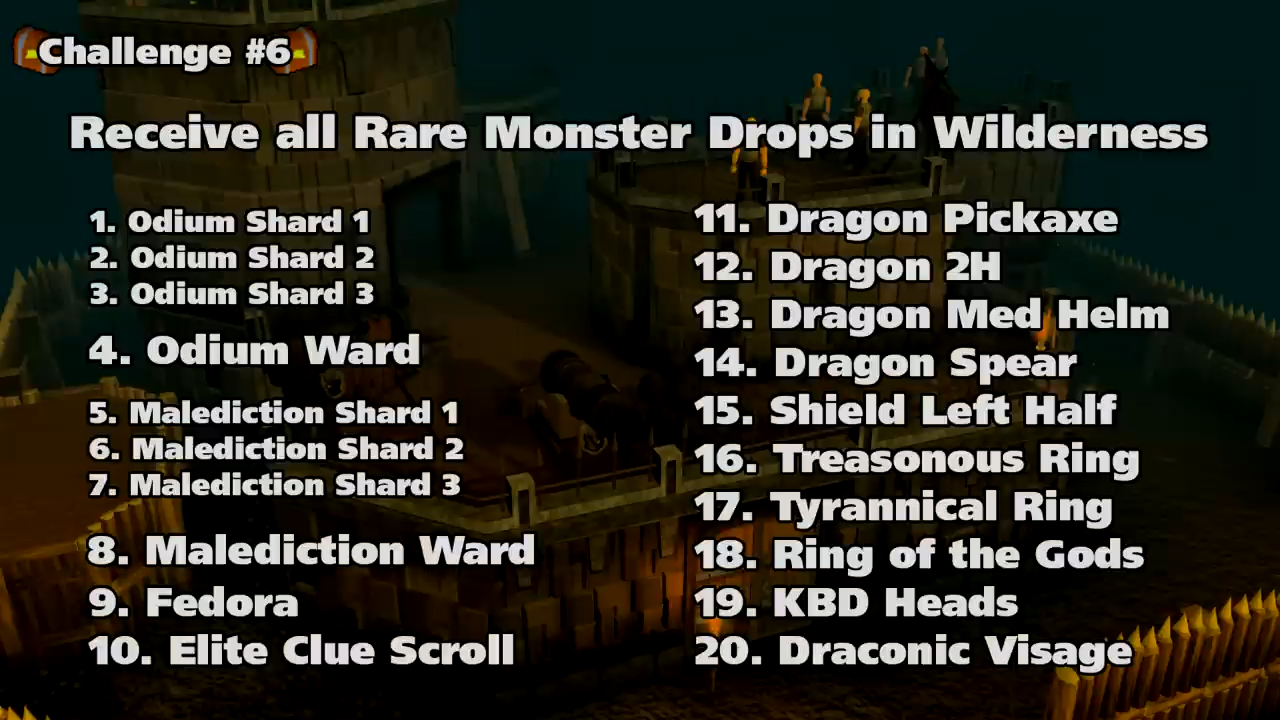 Challenge #6
Receive all Rare Monster Drops in Wilderness
1. Odium Shard 1
2. Odium Shard 2
3. Odium Shard 3
4. Odium Ward
5. Malediction Shard 1
6. Malediction Shard 2
7. Malediction Shard 3
8. Malediction Ward
9. Fedora
10. Elite Clue Scroll
11. Dragon Pickaxe
12. Dragon 2H
13. Dragon Med Helm
14. Dragon Spear
15. Shield Left Half
16. Treasonous Ring
17. Tyrannical Ring
18. Ring of the Gods
19. KBD Heads
20. Draconic Visage